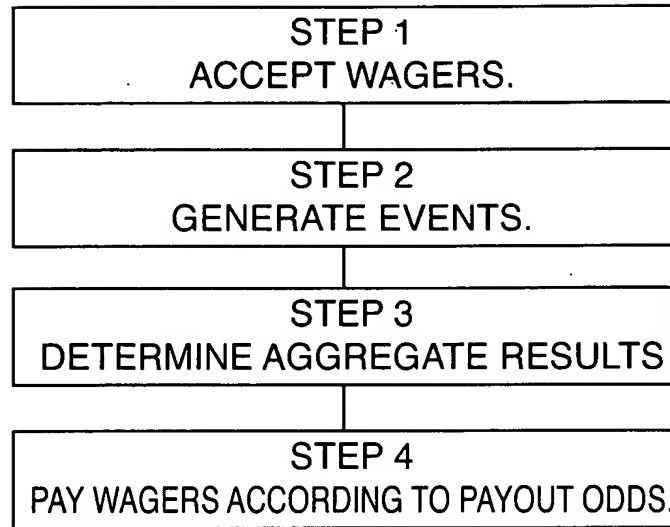 STEP 1
ACCEPT WAGERS.
STEP 2
GENERATE EVENTS.
STEP 3
DETERMINE AGGREGATE RESULTS
STEP 4
PAY WAGERS ACCORDING TO PAYOUT ODDS